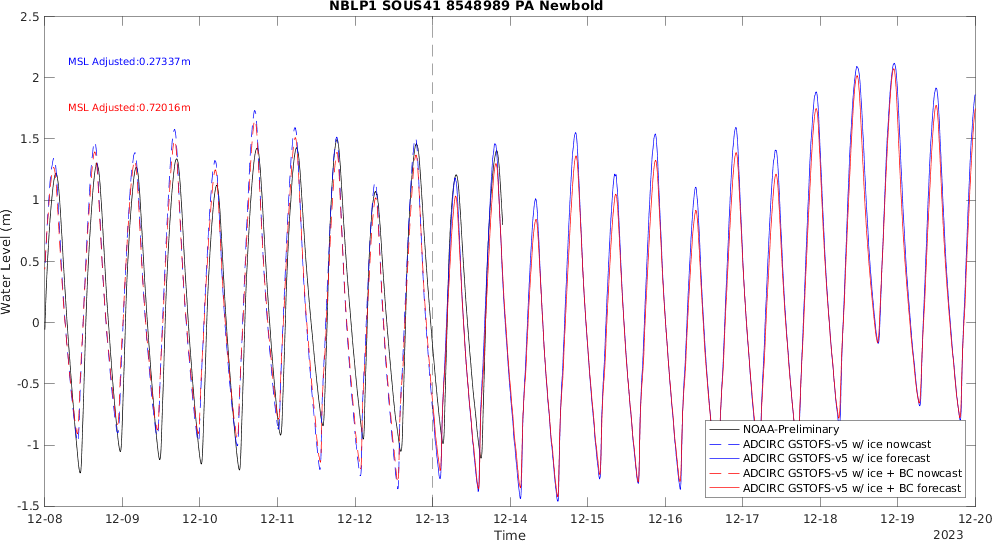 NBLP1 SOUS41 8548989 PA Newbold
MSL Adjusted:0.27337m
MSL Adjusted:0.72016m
Water Level (m)
2.5
2
1.5
1
0.5
0
-0.5
-1
-1.5
NOAA-Preliminary
ADCIRC GSTOFS-v5 w/ ice nowcast
ADCIRC GSTOFS-v5 w/ ice forecast
ADCIRC GSTOFS-v5 w/ ice + BC nowcast
ADCIRC GSTOFS-v5 w/ ice + BC forecast
12-08 12-09 12-10 12-11 12-12 12-13 12-14 12-15 12-16 12-17 12-18 12-19 12-20
Time
2023